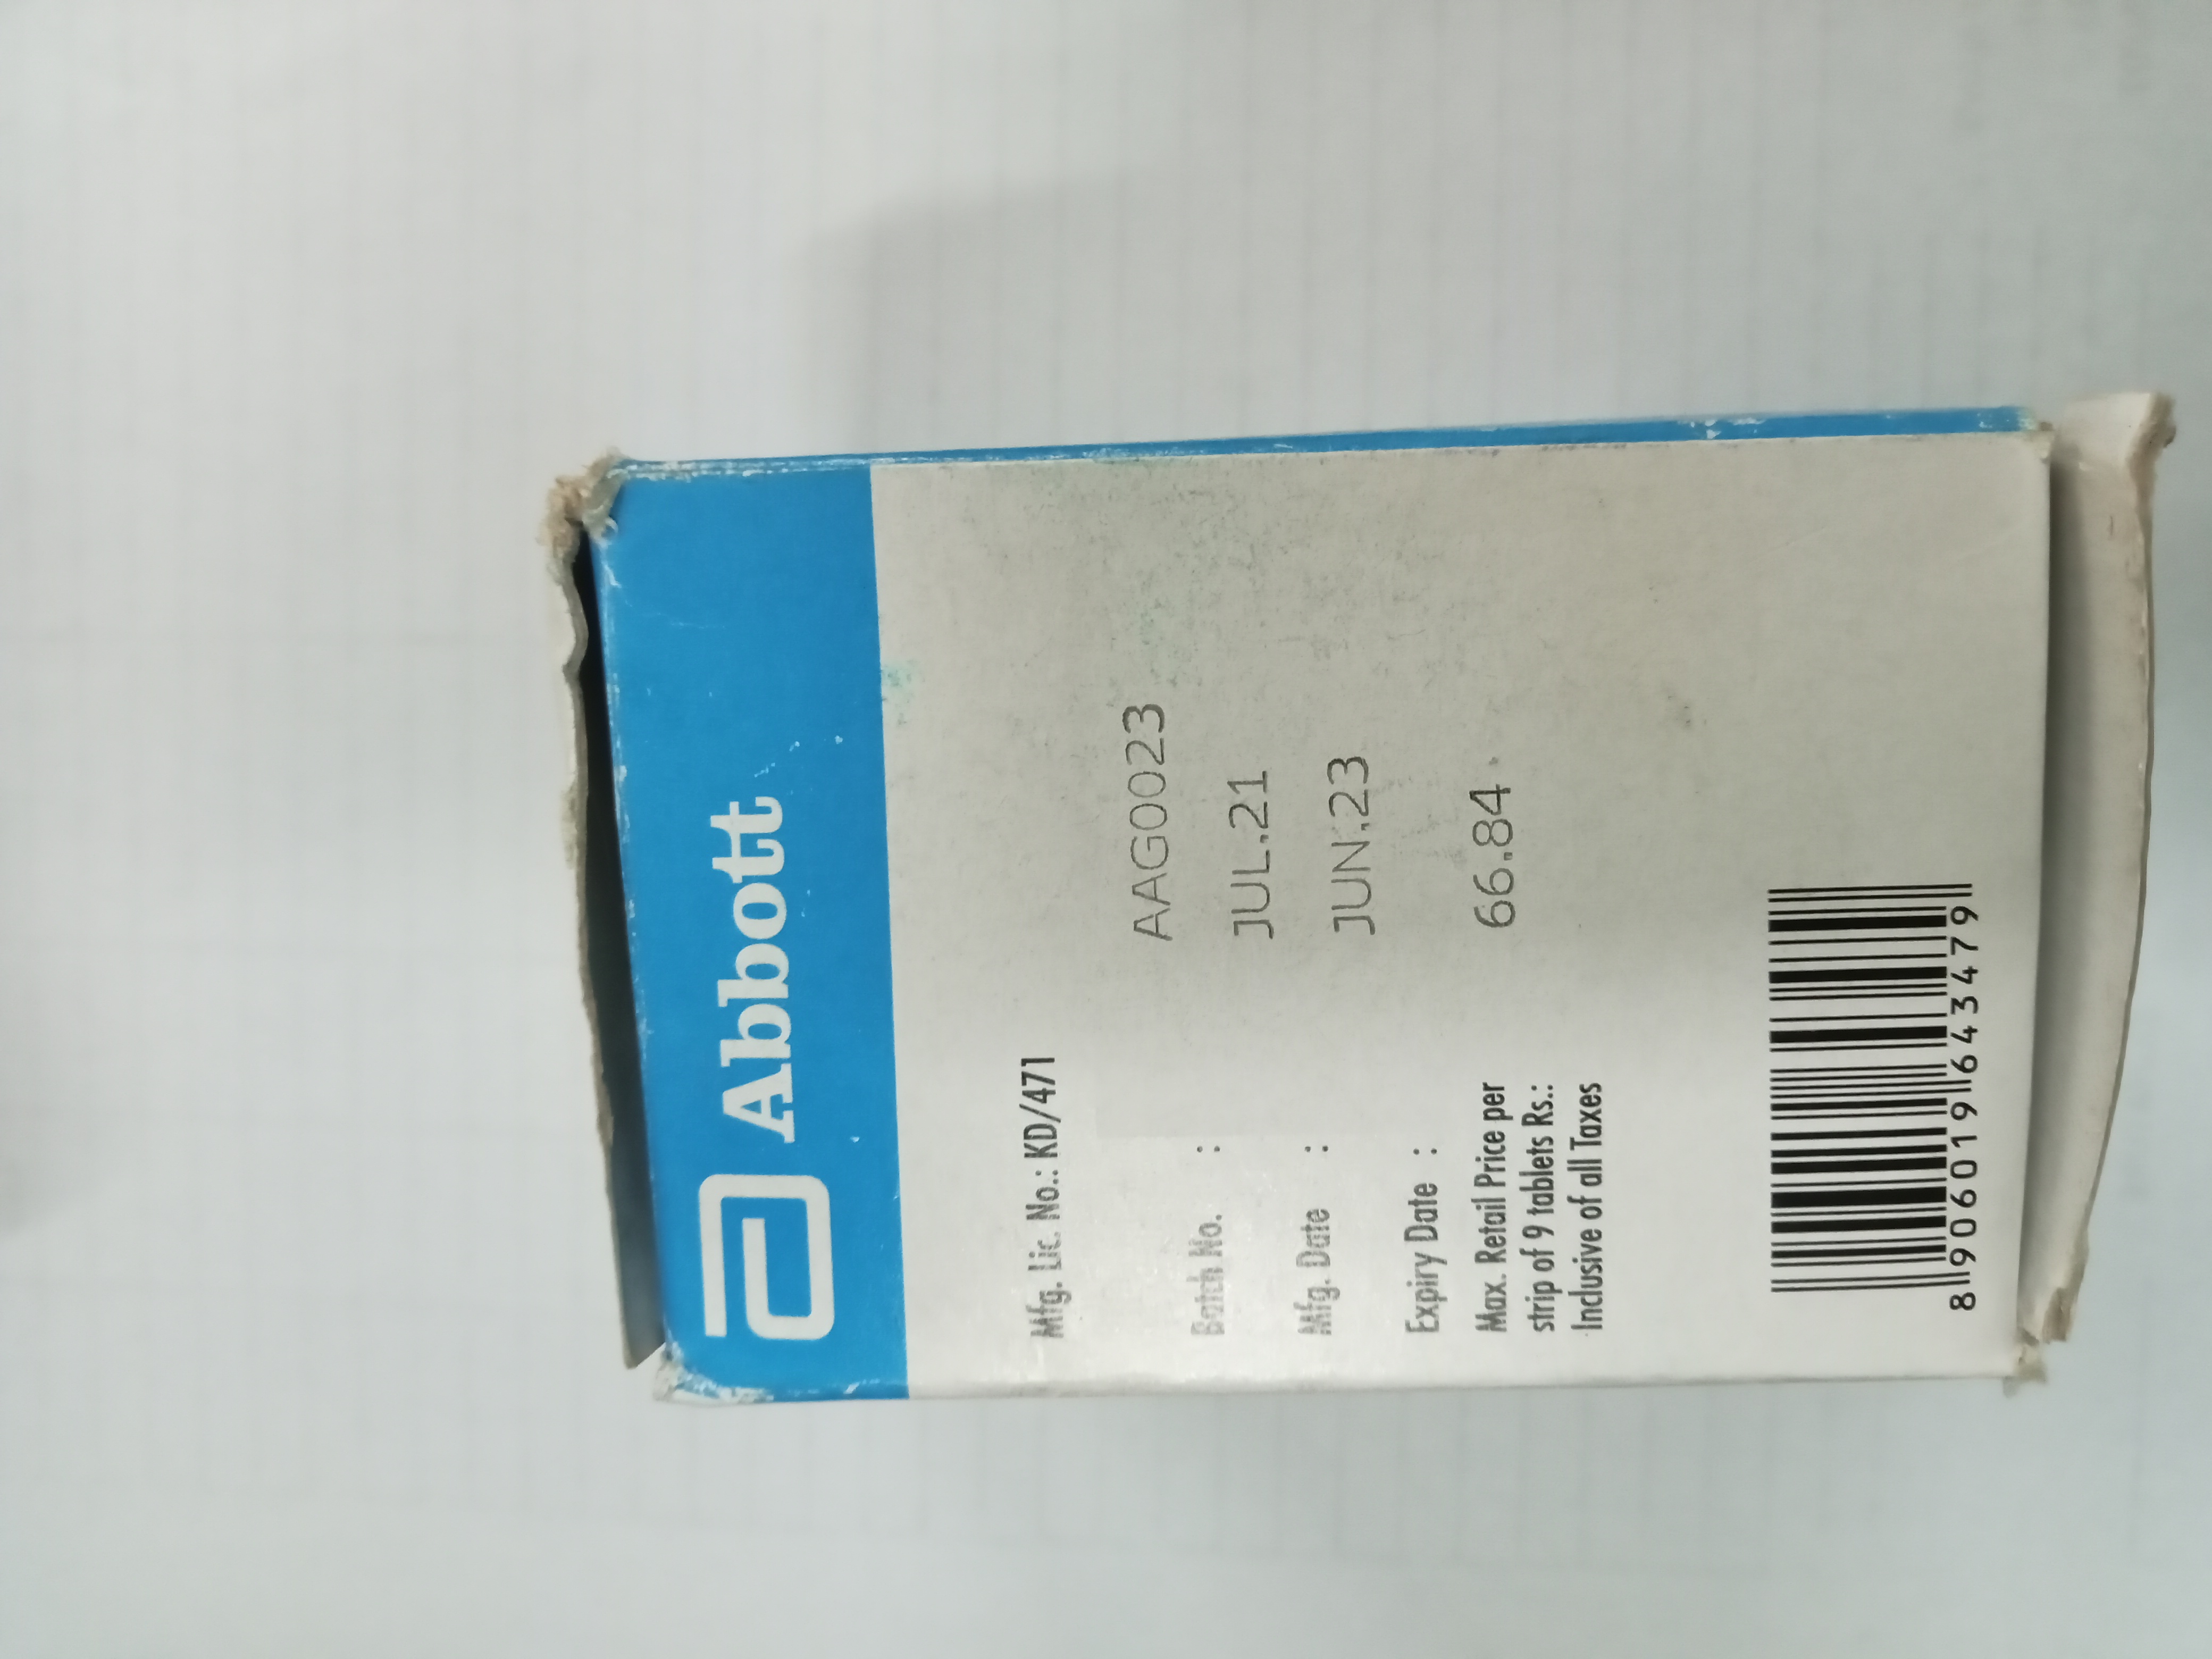 Abbott
Mfg. Lic. No.: KD/471
Batch No. : AAG0023
Mfg. Date : JUL.21
Expiry Date : JUN.23
Max. Retail Price per
strip of 9 tablets Rs.: 66.84
Inclusive of all Taxes
8 906019 643479